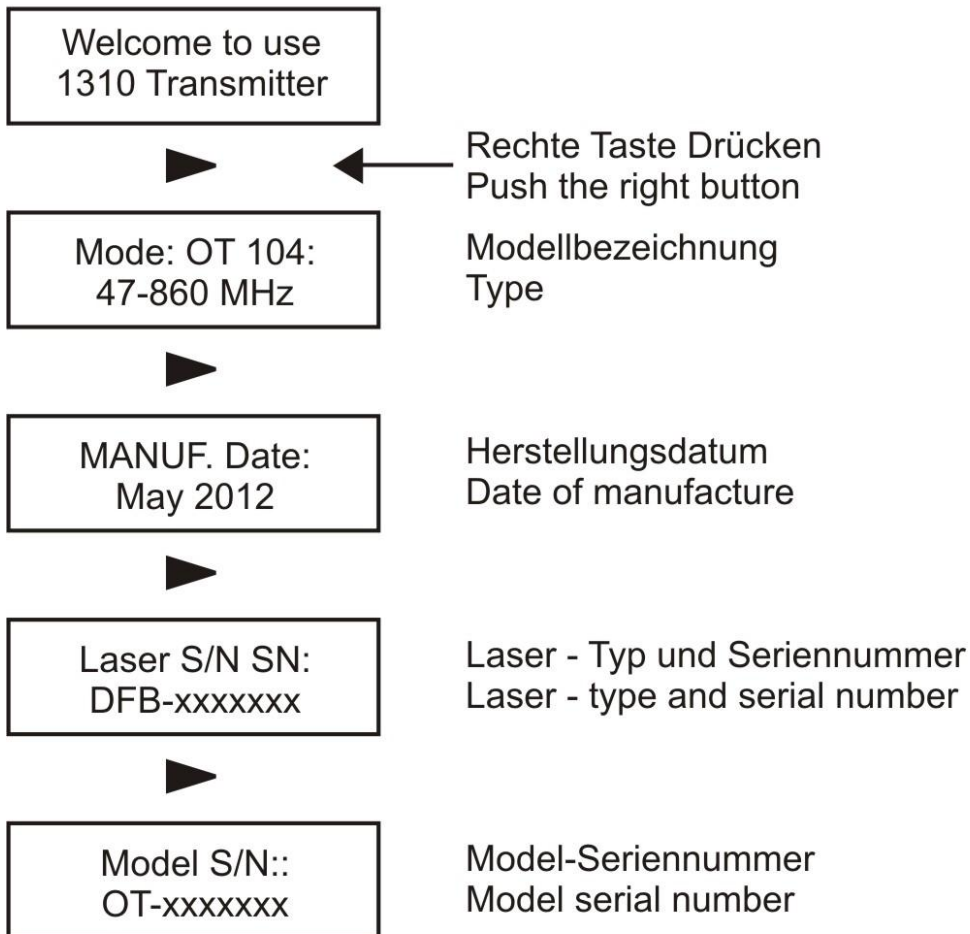 Welcome to use
1310 Transmitter
Rechte Taste Drücken
Push the right button
Mode: OT 104:
47-860 MHz
Modellbezeichnung
Type
MANUF. Date:
May 2012
Herstellungsdatum
Date of manufacture
Laser S/N SN:
DFB-xxxxxxx
Laser - Typ und Seriennummer
Laser - type and serial number
Model S/N::
OT-xxxxxxx
Model-Seriennummer
Model serial number